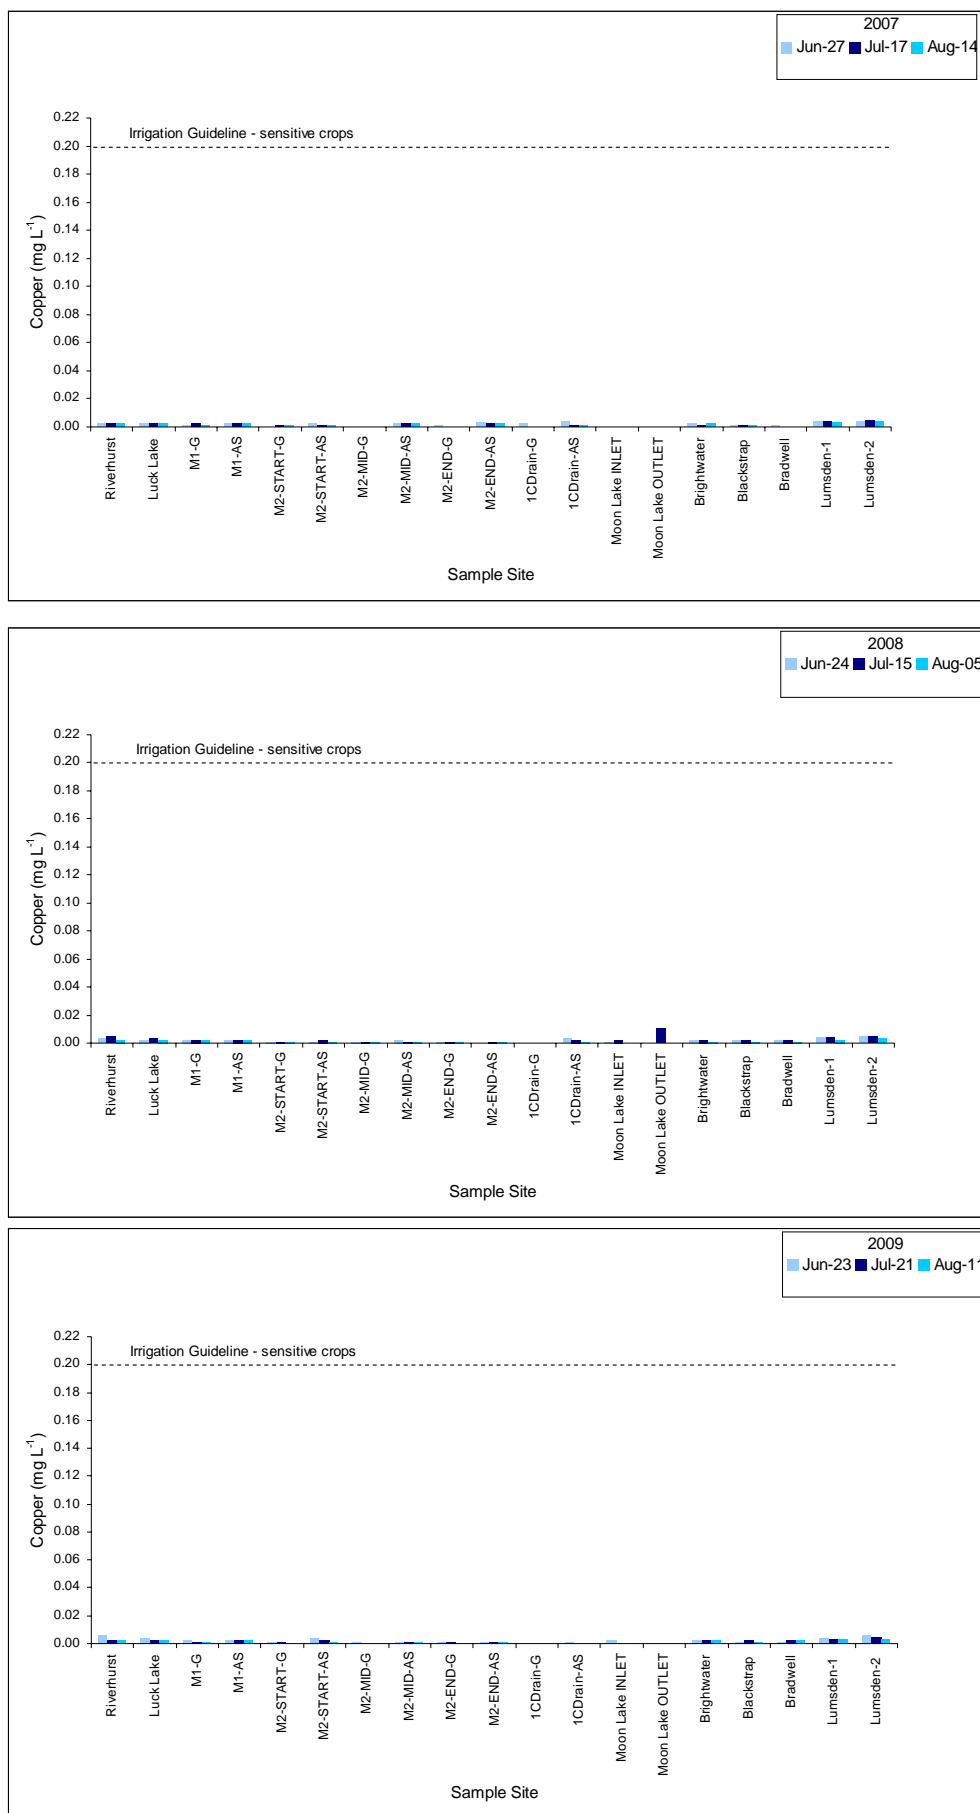 2007
Jun-27 Jul-17 Aug-14
0.22
0.20
0.18
0.16
0.14
0.12
0.10
0.08
0.06
0.04
0.02
0.00
Irrigation Guideline - sensitive crops
Copper (mg L-1)
Riverhurst
Luck Lake
M1-G
M1-AS
M2-START-G
M2-START-AS
M2-MID-G
M2-MID-AS
M2-END-G
M2-END-AS
1CDrain-G
1CDrain-AS
Moon Lake INLET
Moon Lake OUTLET
Brightwater
Blackstrap
Bradwell
Lumsden-1
Lumsden-2
Sample Site
2008
Jun-24 Jul-15 Aug-05
0.22
0.20
0.18
0.16
0.14
0.12
0.10
0.08
0.06
0.04
0.02
0.00
Irrigation Guideline - sensitive crops
Copper (mg L-1)
Riverhurst
Luck Lake
M1-G
M1-AS
M2-START-G
M2-START-AS
M2-MID-G
M2-MID-AS
M2-END-G
M2-END-AS
1CDrain-G
1CDrain-AS
Moon Lake INLET
Moon Lake OUTLET
Brightwater
Blackstrap
Bradwell
Lumsden-1
Lumsden-2
Sample Site
2009
Jun-23 Jul-21 Aug-11
0.22
0.20
0.18
0.16
0.14
0.12
0.10
0.08
0.06
0.04
0.02
0.00
Irrigation Guideline - sensitive crops
Copper (mg L-1)
Riverhurst
Luck Lake
M1-G
M1-AS
M2-START-G
M2-START-AS
M2-MID-G
M2-MID-AS
M2-END-G
M2-END-AS
1CDrain-G
1CDrain-AS
Moon Lake INLET
Moon Lake OUTLET
Brightwater
Blackstrap
Bradwell
Lumsden-1
Lumsden-2
Sample Site